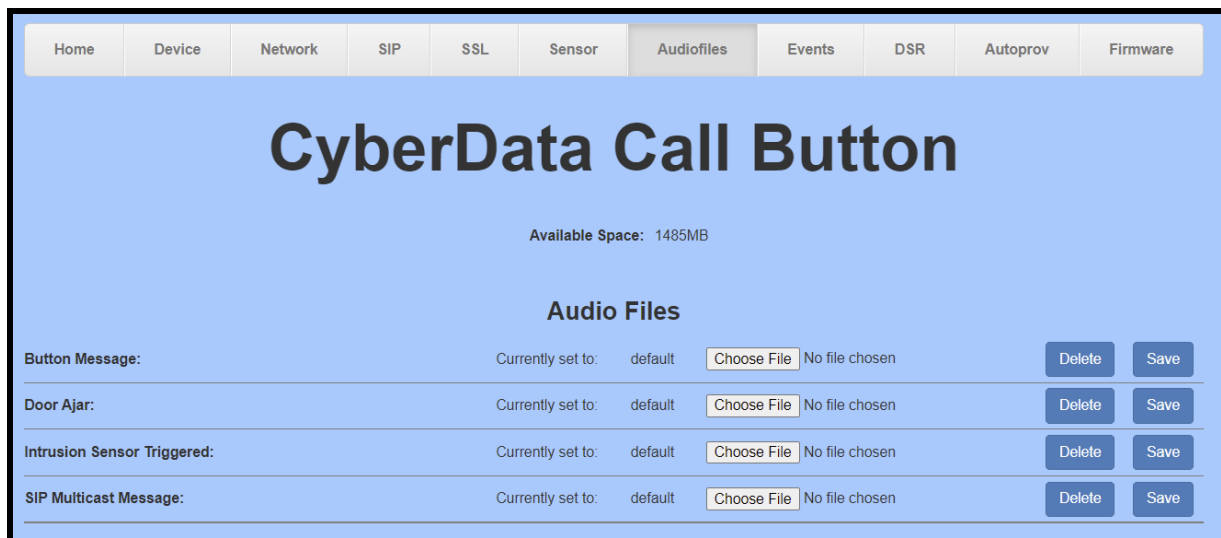 Home Device Network SIP SSL Sensor Audiofiles Events DSR Autoprov Firmware
CyberData Call Button
Available Space: 1485MB
Audio Files
Button Message: Currently set to: default Choose File No file chosen Delete Save
Door Ajar: Currently set to: default Choose File No file chosen Delete Save
Intrusion Sensor Triggered: Currently set to: default Choose File No file chosen Delete Save
SIP Multicast Message: Currently set to: default Choose File No file chosen Delete Save